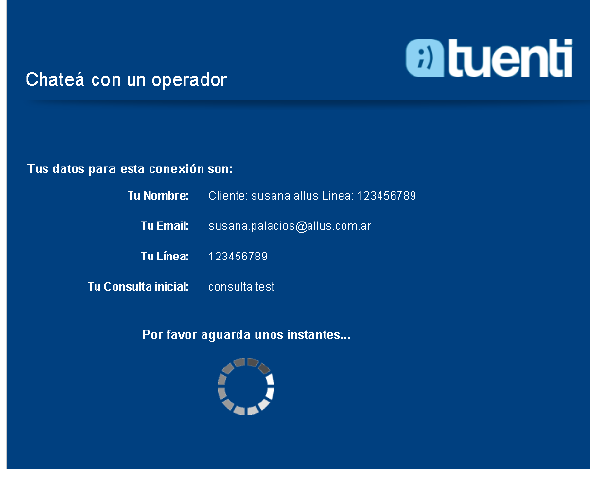 ;) tuenti
Chateá con un operador
Tus datos para esta conexión son:
Tu Nombre: Cliente: susana allus Linea: 123456789
Tu Email: susana.palacios@allus.com.ar
Tu Línea: 123456789
Tu Consulta inicial: consulta test
Por favor aguarda unos instantes...